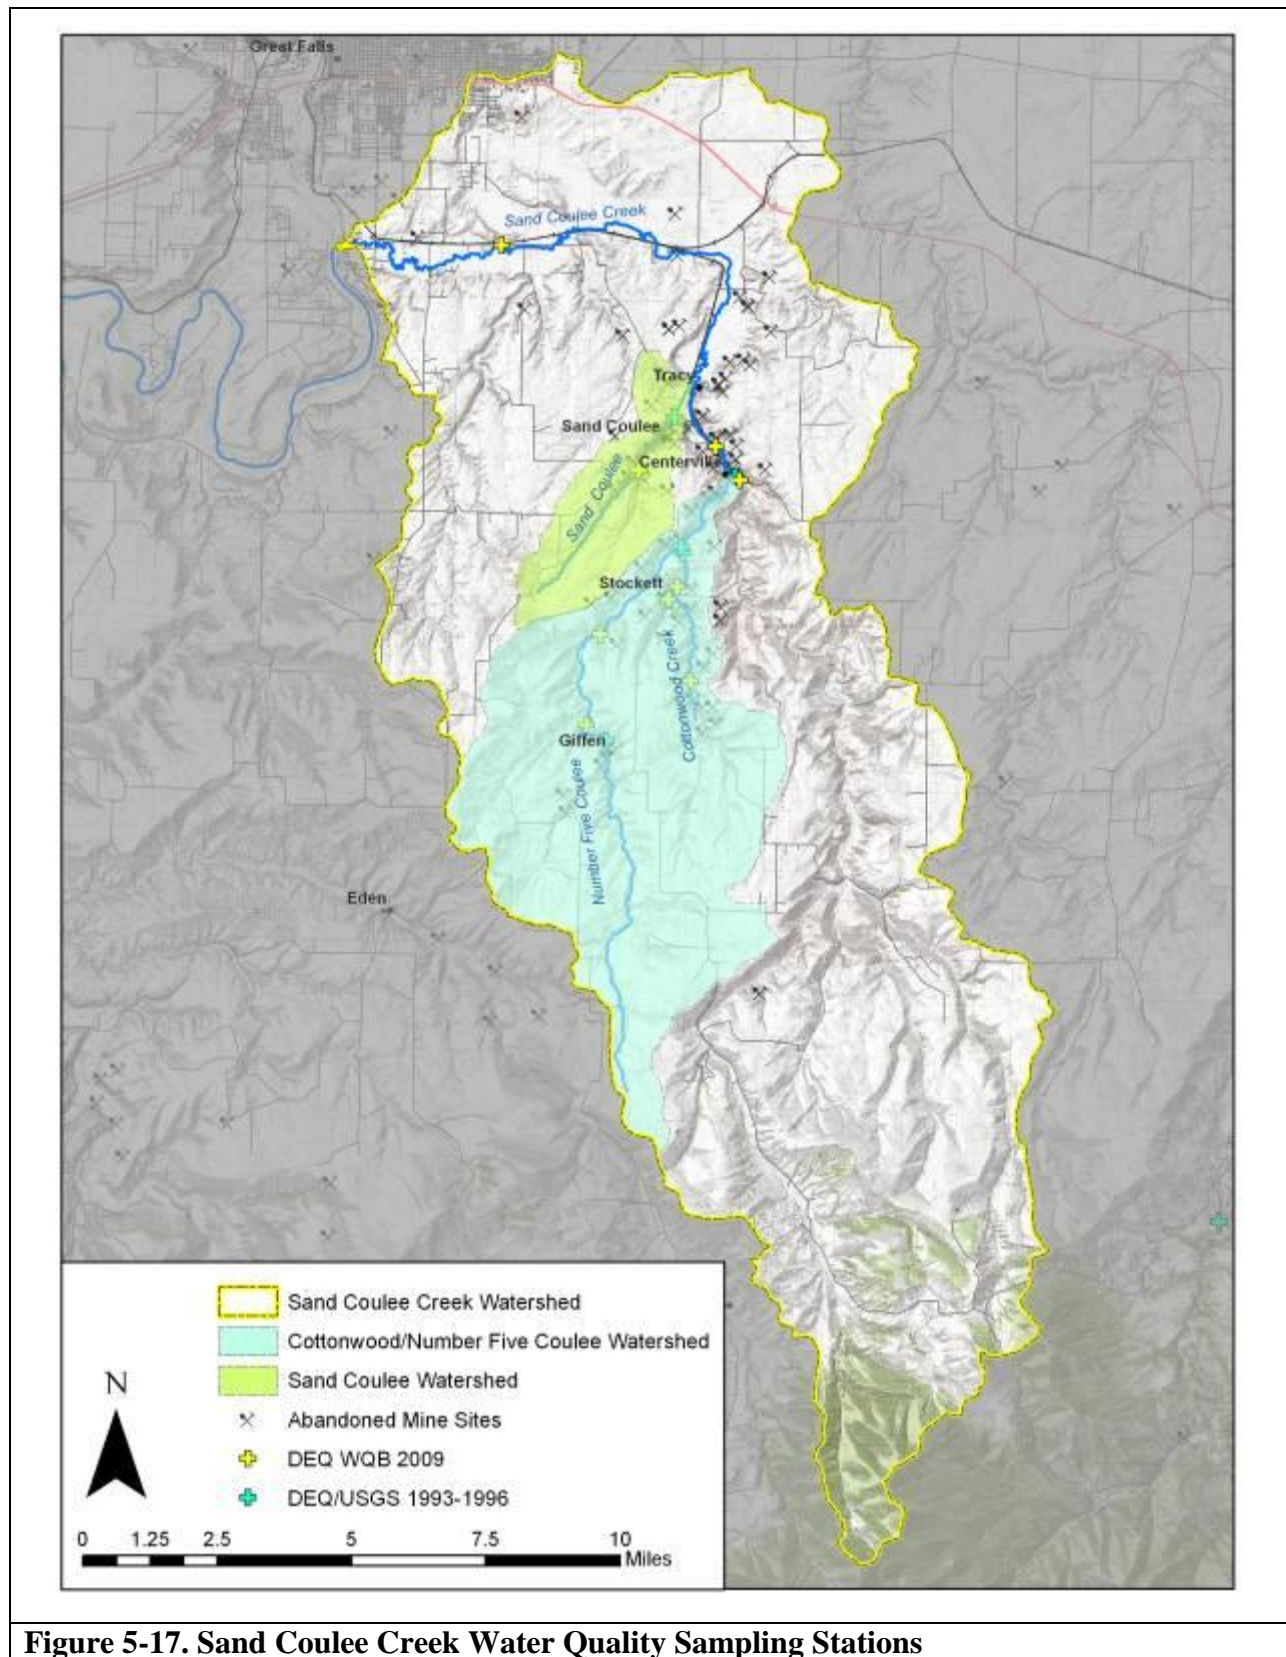 Great Falls
Sand Coulee Creek
Tracy
Sand Coulee
Centerville
Sand Coulee
Stockett
Cottonwood Creek
Giffen
Number Five Coulee
Eden
Sand Coulee Creek Watershed
Cottonwood/Number Five Coulee Watershed
Sand Coulee Watershed
N
Abandoned Mine Sites
DEQ WQB 2009
DEQ/USGS 1993-1996
0 1.25 2.5 5 7.5 10
Miles
Figure 5-17. Sand Coulee Creek Water Quality Sampling Stations